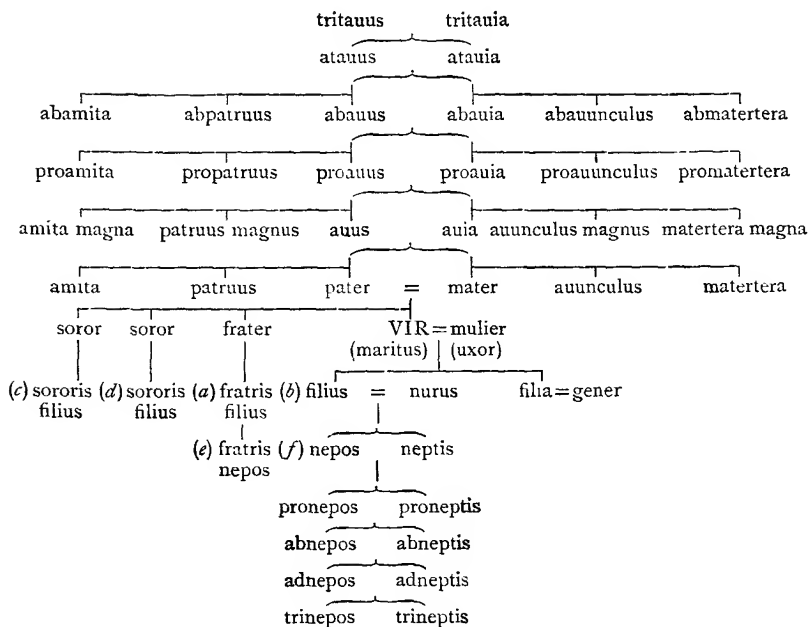 tritauus tritauia
atauus atauia
abamita abpatruus abauus abauia abauunculus abmatertera
proamita propatruus proauus proauia proauunculus promatertera
amita magna patruus magnus auus auia auunculus magnus matertera magna
amita patruus pater = mater auunculus matertera
soror soror frater VIR = mulier
(maritus) (uxor)
(c) sororis (d) sororis (a) fratris (b) filius = nurus filia = gener
filius filius filius
(e) fratris (f) nepos neptis
nepos
pronepos proneptis
abnepos abneptis
adnepos adneptis
trinepos trineptis